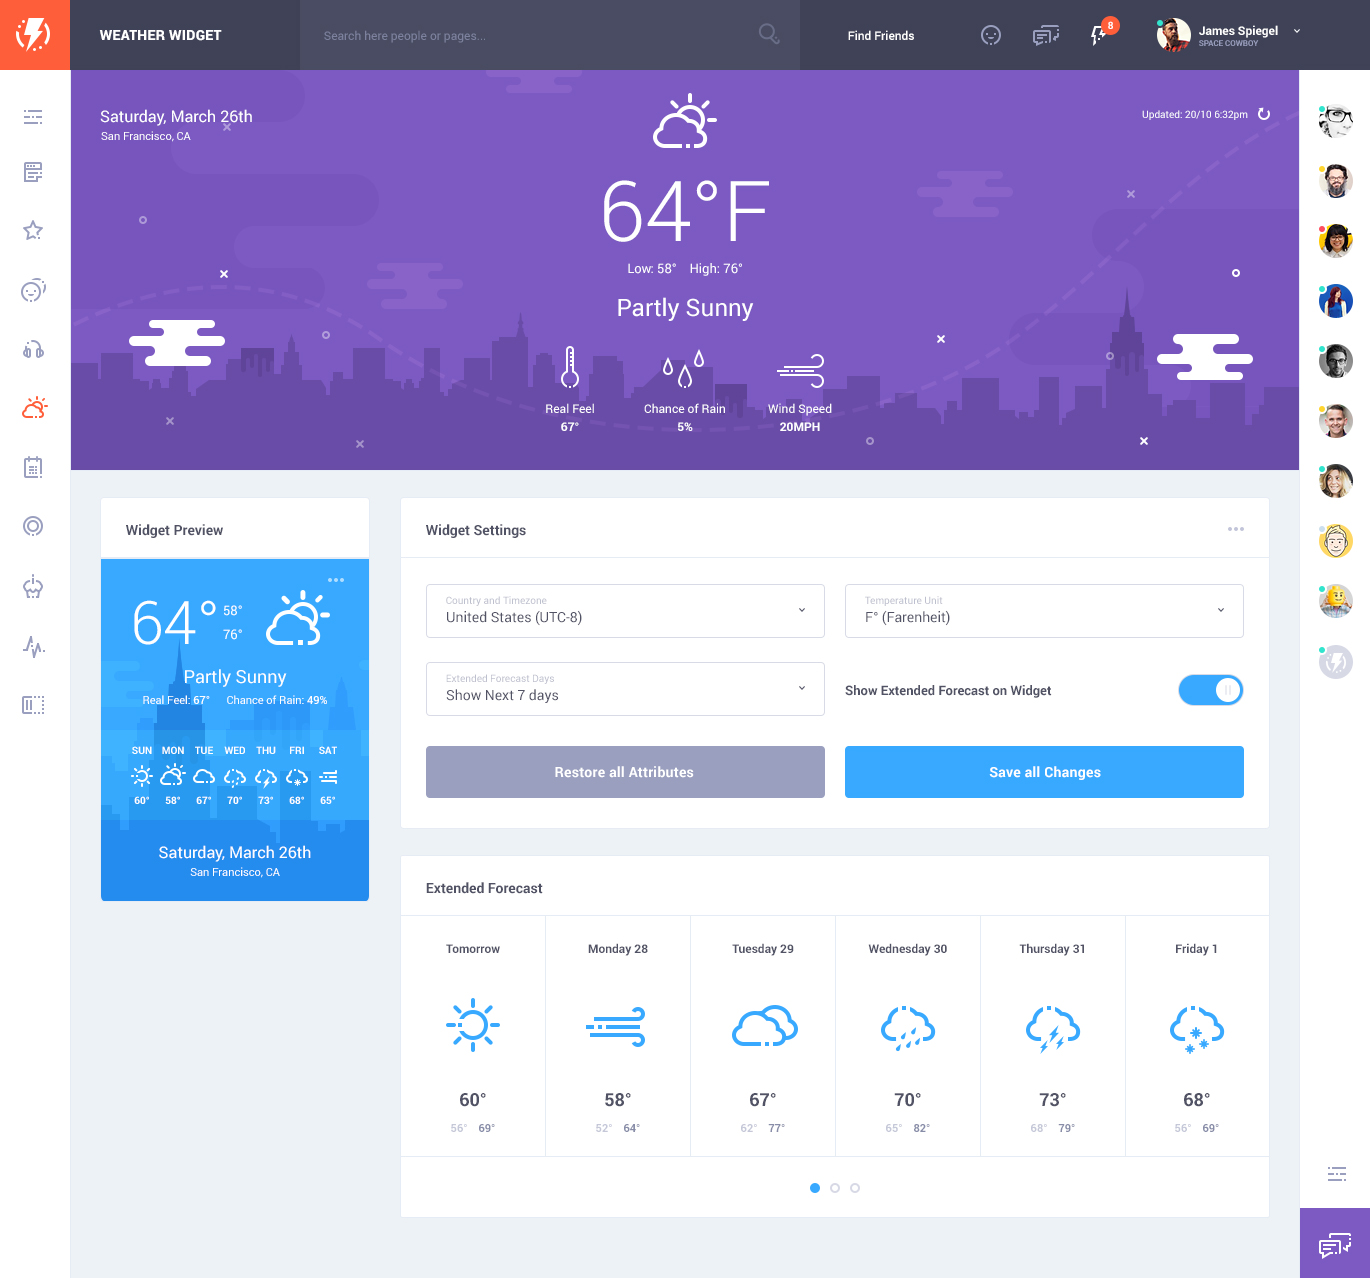 WEATHER WIDGET
Search here people or pages...
Find Friends
8
James Spiegel
SPACE COWBOY
Saturday, March 26th
San Francisco, CA
Updated: 20/10 6:32pm
64°F
Low: 58° High: 76°
Partly Sunny
Real Feel
67°
Chance of Rain
5%
Wind Speed
20MPH
Widget Preview
64°
58°
76°
Partly Sunny
Real Feel: 67° Chance of Rain: 49%
SUN MON TUE WED THU FRI SAT
60° 58° 67° 70° 73° 68° 65°
Saturday, March 26th
San Francisco, CA
Widget Settings
Country and Timezone
United States (UTC-8)
Temperature Unit
F° (Farenheit)
Extended Forecast Days
Show Next 7 days
Show Extended Forecast on Widget
Restore all Attributes
Save all Changes
Extended Forecast
Tomorrow
60°
56° 69°
Monday 28
58°
52° 64°
Tuesday 29
67°
62° 77°
Wednesday 30
70°
65° 82°
Thursday 31
73°
68° 79°
Friday 1
68°
56° 69°